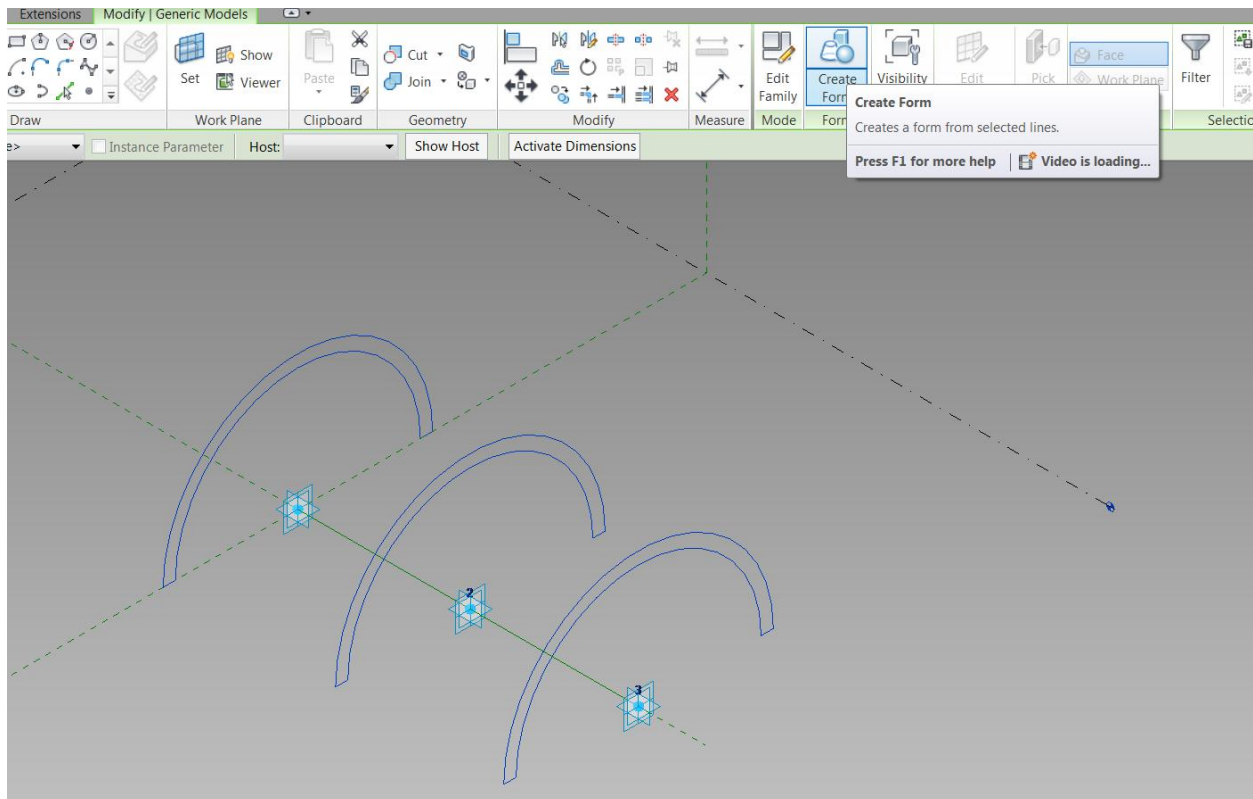 Extensions Modify | Generic Models
Show
Cut
Set Viewer Paste Join Edit Family Create Form Visibility Edit Pick Face Work Plane Filter
Draw Work Plane Clipboard Geometry Modify Measure Mode Selectio
Create Form
Creates a form from selected lines.
Press F1 for more help Video is loading...
e> Instance Parameter Host: Show Host Activate Dimensions
2
3